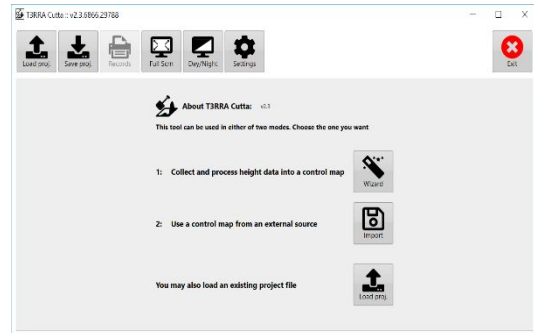 T3RRA Cutta :: v2.3.6866.29788
Load proj.
Save proj.
Records
Full Scrn
Day/Night
Settings
Exit
About T3RRA Cutta: v2.3
This tool can be used in either of two modes. Choose the one you want
1: Collect and process height data into a control map
Wizard
2: Use a control map from an external source
Import
You may also load an existing project file
Load proj.